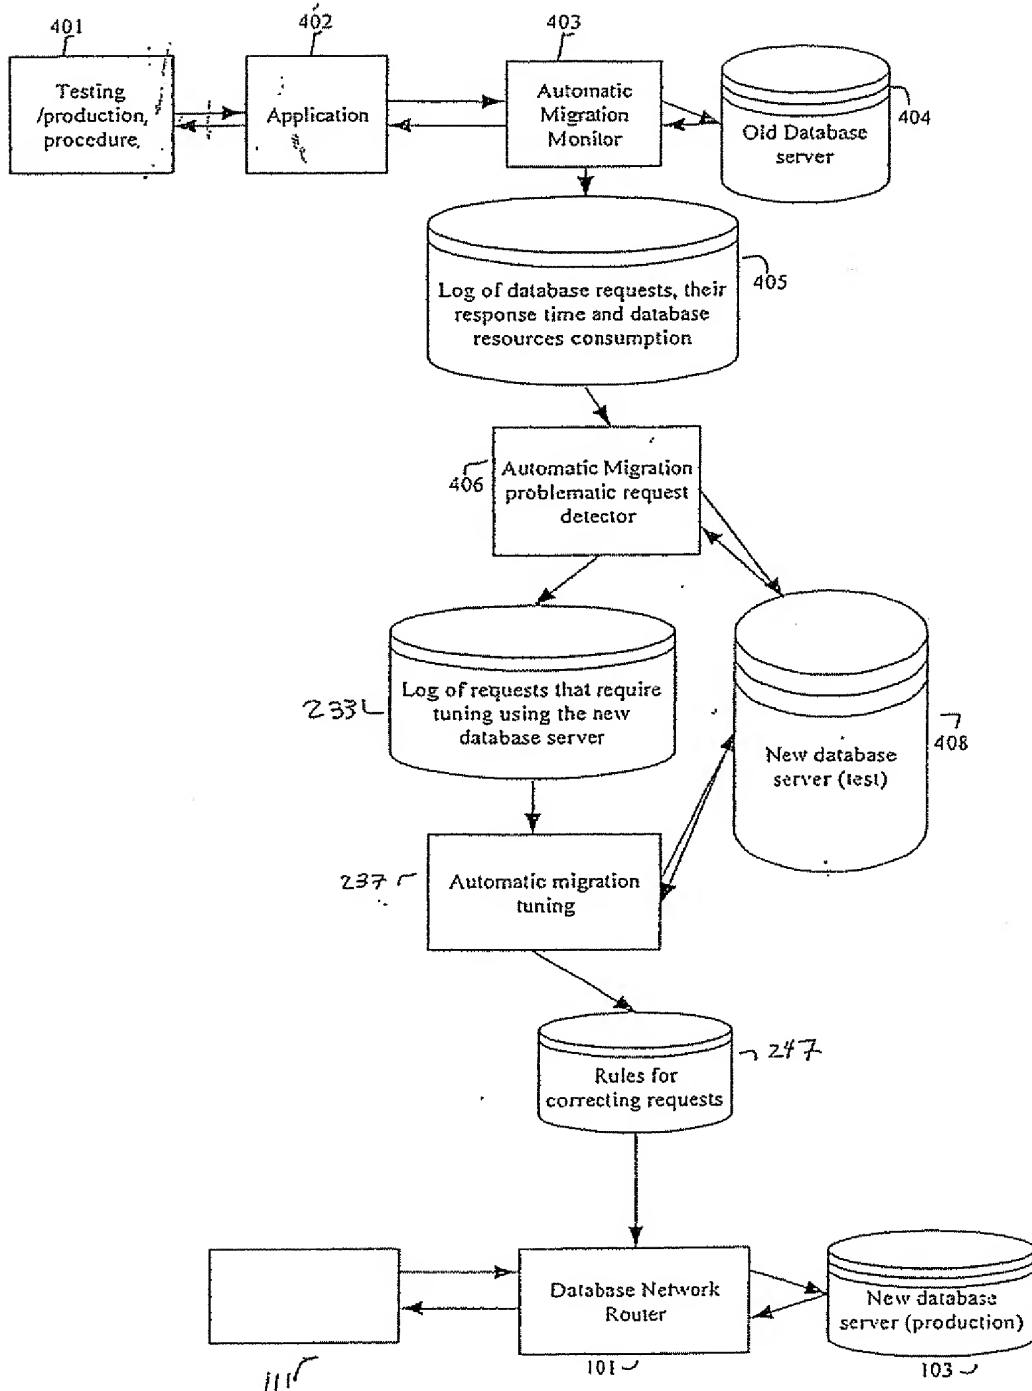 401
402
403
Testing
/production,
procedure,
Application
Automatic
Migration
Monitor
Old Database
server
404
Log of database requests, their
response time and database
resources consumption
405
406
Automatic Migration
problematic request
detector
233
Log of requests that require
tuning using the new
database server
New database
server (test)
408
237
Automatic migration
tuning
247
Rules for
correcting requests
Database Network
Router
New database
server (production)
111
101
103